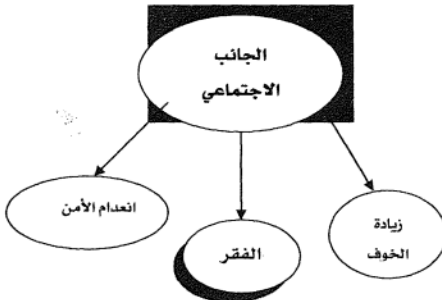 الجانب
الاجتماعي
زيادة
الخوف
الفقر
انعدام الأمن